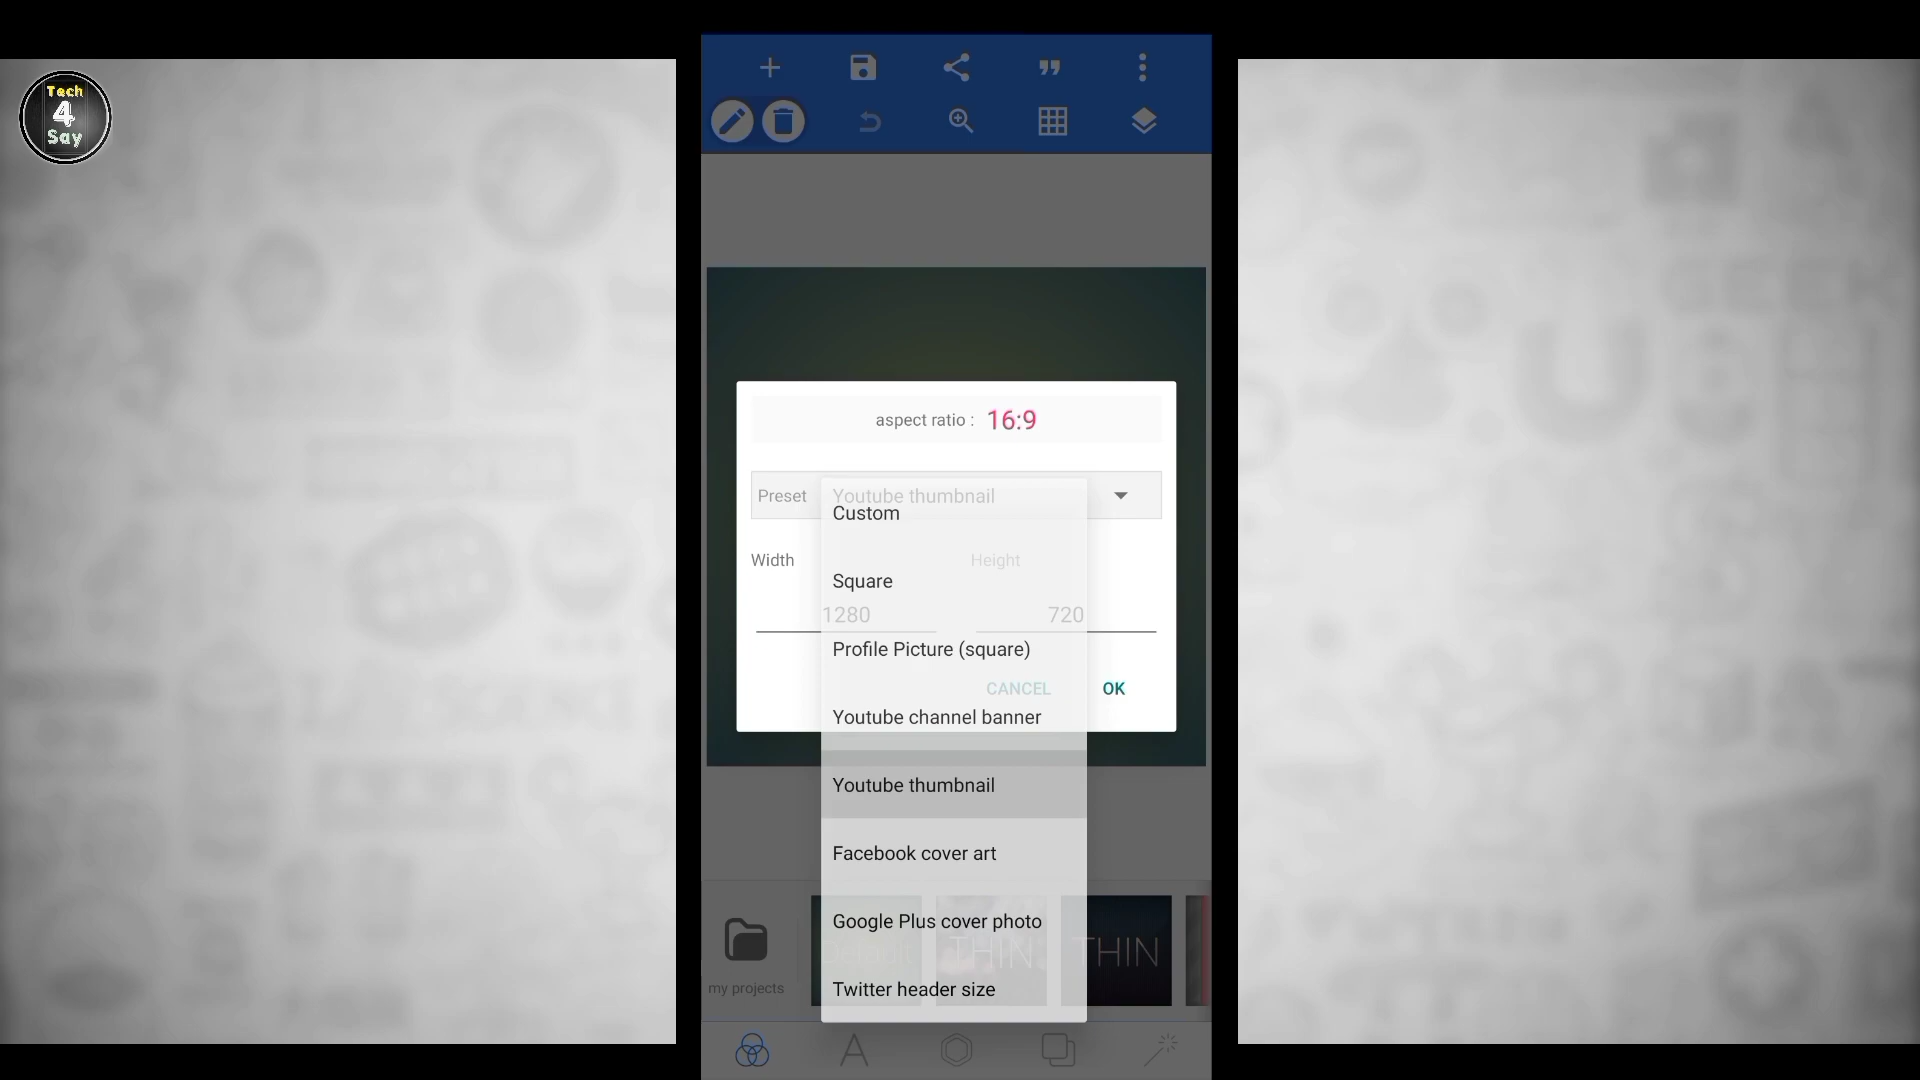 Tech
4
Say
aspect ratio : 16:9
Preset Youtube thumbnail
Custom
Width Height
Square
1280 720
Profile Picture (square)
CANCEL OK
Youtube channel banner
Youtube thumbnail
Facebook cover art
Google Plus cover photo
THIN THIN
my projects
Twitter header size